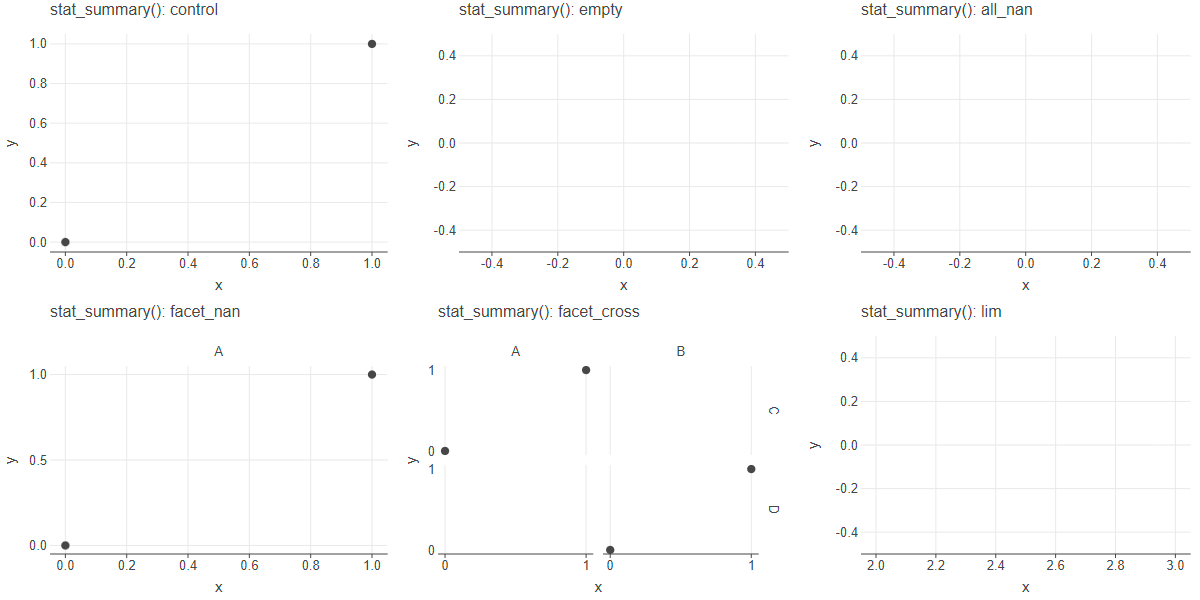 stat_summary(): control
1.0
0.8
0.6
0.4
0.2
0.0
y
0.0 0.2 0.4 0.6 0.8 1.0
x
stat_summary(): empty
0.4
0.2
0.0
-0.2
-0.4
y
-0.4 -0.2 0.0 0.2 0.4
x
stat_summary(): all_nan
0.4
0.2
0.0
-0.2
-0.4
y
-0.4 -0.2 0.0 0.2 0.4
x
stat_summary(): facet_nan
A
1.0
0.5
0.0
y
0.0 0.2 0.4 0.6 0.8 1.0
x
stat_summary(): facet_cross
A B
1
0
C
1
0
D
y
0 1 0 1
x
stat_summary(): lim
0.4
0.2
0.0
-0.2
-0.4
y
2.0 2.2 2.4 2.6 2.8 3.0
x